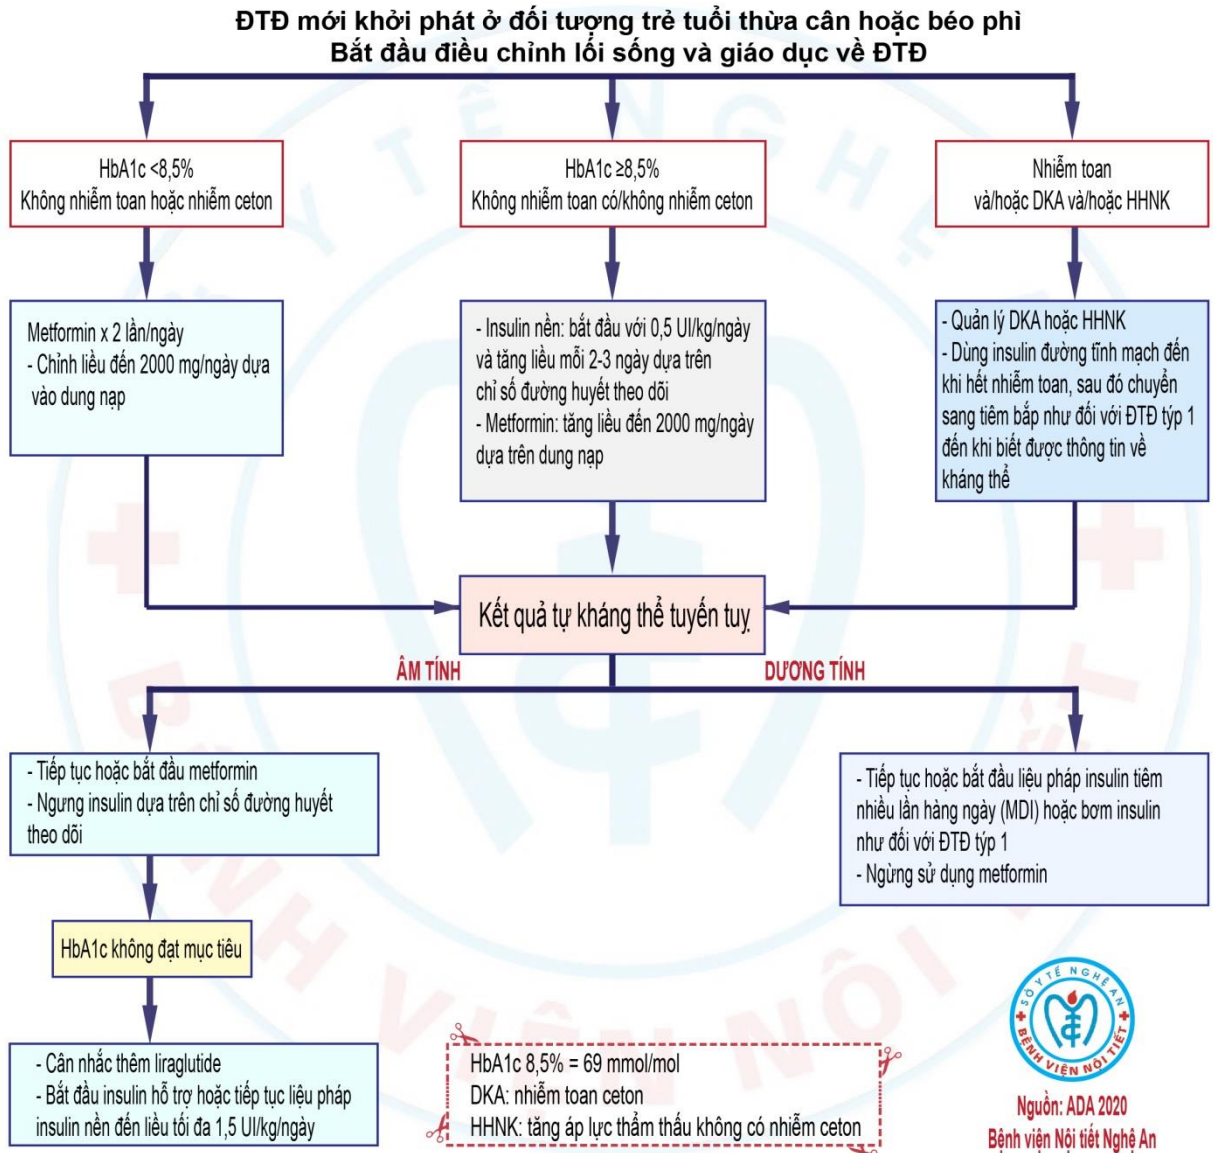 ĐTĐ mới khởi phát ở đối tượng trẻ tuổi thừa cân hoặc béo phì
Bắt đầu điều chỉnh lối sống và giáo dục về ĐTĐ
HbA1c <8,5%
Không nhiễm toan hoặc nhiễm ceton
HbA1c ≥8,5%
Không nhiễm toan có/không nhiễm ceton
Nhiễm toan
và/hoặc DKA và/hoặc HHNK
Metformin x 2 lần/ngày
- Chỉnh liều đến 2000 mg/ngày dựa
vào dung nạp
- Insulin nền: bắt đầu với 0,5 UI/kg/ngày
và tăng liều mỗi 2-3 ngày dựa trên
chỉ số đường huyết theo dõi
- Metformin: tăng liều đến 2000 mg/ngày
dựa trên dung nạp
- Quản lý DKA hoặc HHNK
- Dùng insulin đường tĩnh mạch đến
khi hết nhiễm toan, sau đó chuyển
sang tiêm bắp như đối với ĐTĐ týp 1
đến khi biết được thông tin về
kháng thể
Kết quả tự kháng thể tuyến tuỵ
ÂM TÍNH
DƯƠNG TÍNH
- Tiếp tục hoặc bắt đầu metformin
- Ngưng insulin dựa trên chỉ số đường huyết
theo dõi
- Tiếp tục hoặc bắt đầu liệu pháp insulin tiêm
nhiều lần hàng ngày (MDI) hoặc bơm insulin
như đối với ĐTĐ týp 1
- Ngừng sử dụng metformin
HbA1c không đạt mục tiêu
- Cân nhắc thêm liraglutide
- Bắt đầu insulin hỗ trợ hoặc tiếp tục liệu pháp
insulin nền đến liều tối đa 1,5 UI/kg/ngày
HbA1c 8,5% = 69 mmol/mol
DKA: nhiễm toan ceton
HHNK: tăng áp lực thẩm thấu không có nhiễm ceton
SỞ Y TẾ NGHỆ AN
BỆNH VIỆN NỘI TIẾT
Nguồn: ADA 2020
Bệnh viện Nội tiết Nghệ An